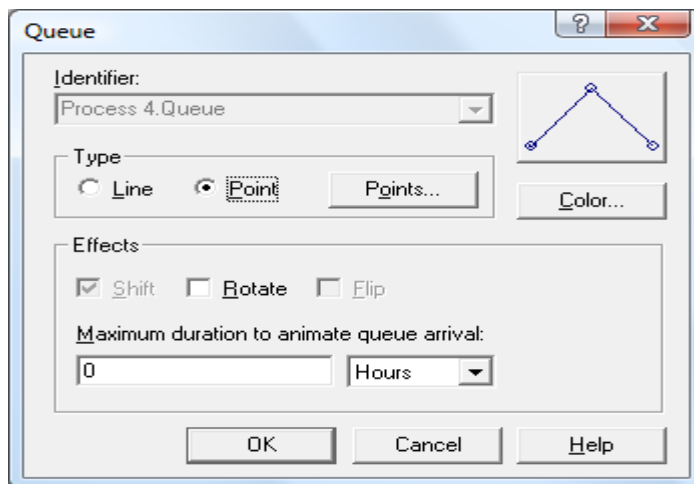 Queue
Identifier:
Process 4.Queue
Type
Line Point Points...
Color...
Effects
Shift Rotate Flip
Maximum duration to animate queue arrival:
0 Hours
OK Cancel Help